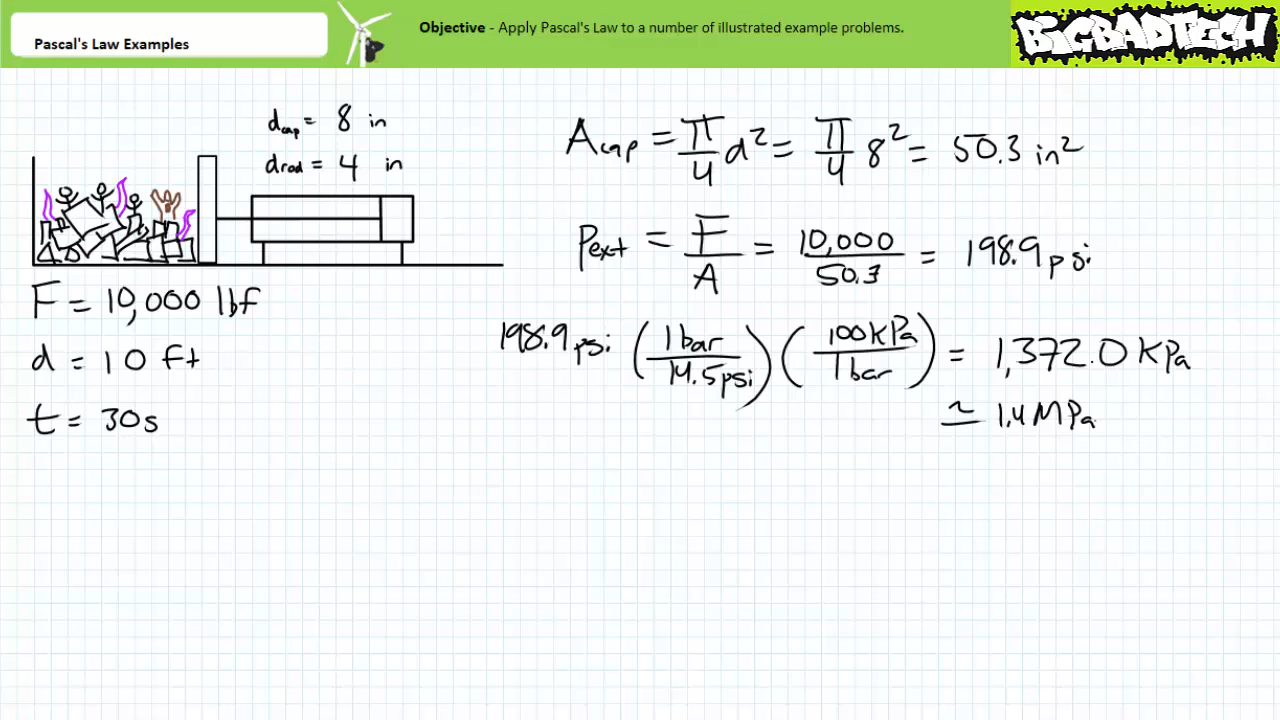 Pascal's Law Examples
Objective - Apply Pascal's Law to a number of illustrated example problems.
BIGBADTECH
dcap = 8 in
drod = 4 in
F = 10,000 lbf
d = 10 ft
t = 30s
Acap = π/4 d² = π/4 8² = 50.3 in²
Pext = F/A = 10,000/50.3 = 198.9 psi
198.9 psi (1 bar/14.5 psi) (100 kPa/1 bar) = 1,372.0 KPa
≃ 1.4 MPa